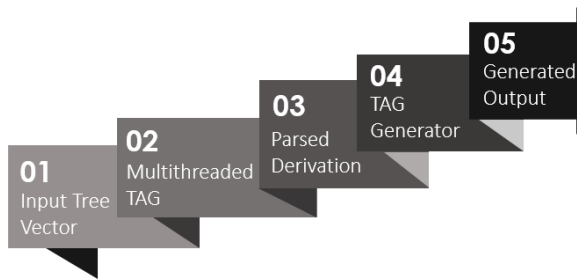 01
Input Tree
Vector
02
Multithreaded
TAG
03
Parsed
Derivation
04
TAG
Generator
05
Generated
Output